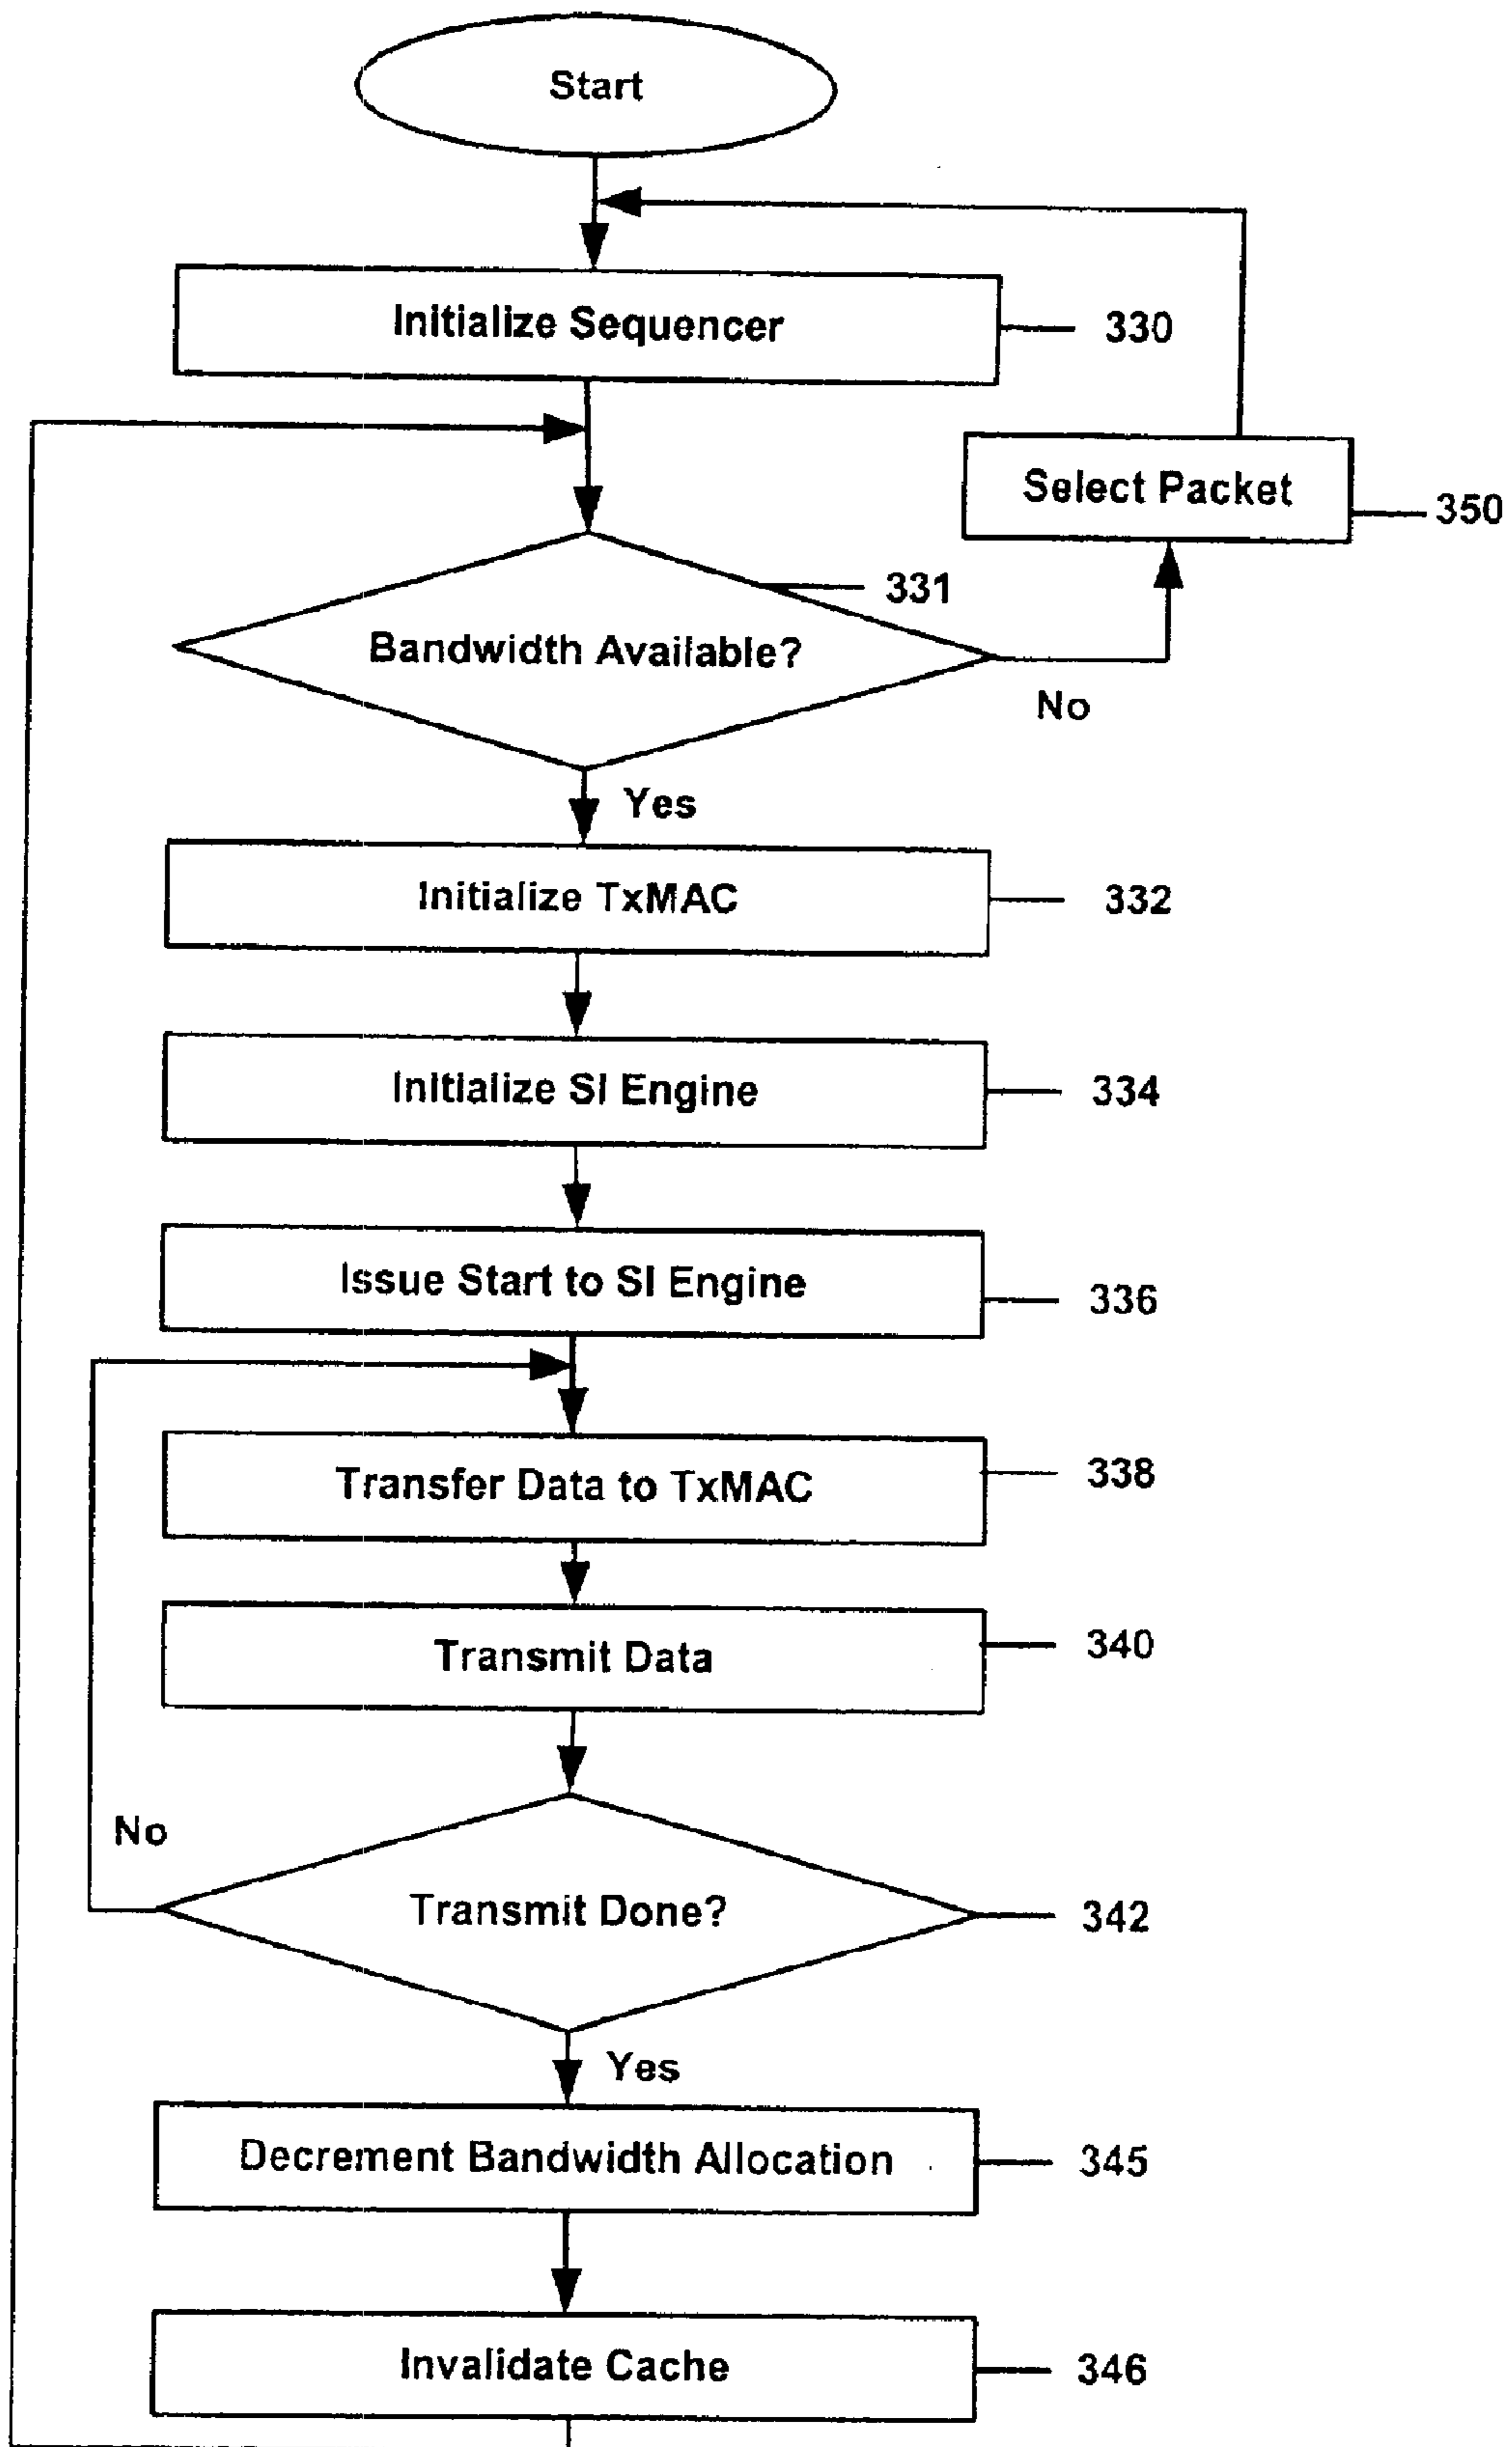 Start
Initialize Sequencer
330
Select Packet
350
331
Bandwidth Available?
No
Yes
Initialize TxMAC
332
Initialize SI Engine
334
Issue Start to SI Engine
336
Transfer Data to TxMAC
338
Transmit Data
340
No
Transmit Done?
342
Yes
Decrement Bandwidth Allocation
345
Invalidate Cache
346